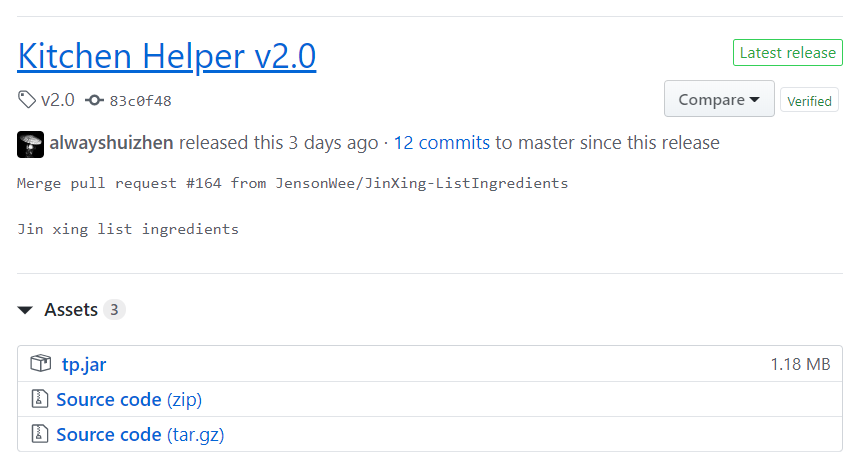 Kitchen Helper v2.0
Latest release
v2.0 83c0f48
Compare
Verified
alwayshuizhen released this 3 days ago · 12 commits to master since this release
Merge pull request #164 from JensonWee/JinXing-ListIngredients
Jin xing list ingredients
Assets 3
tp.jar 1.18 MB
Source code (zip)
Source code (tar.gz)